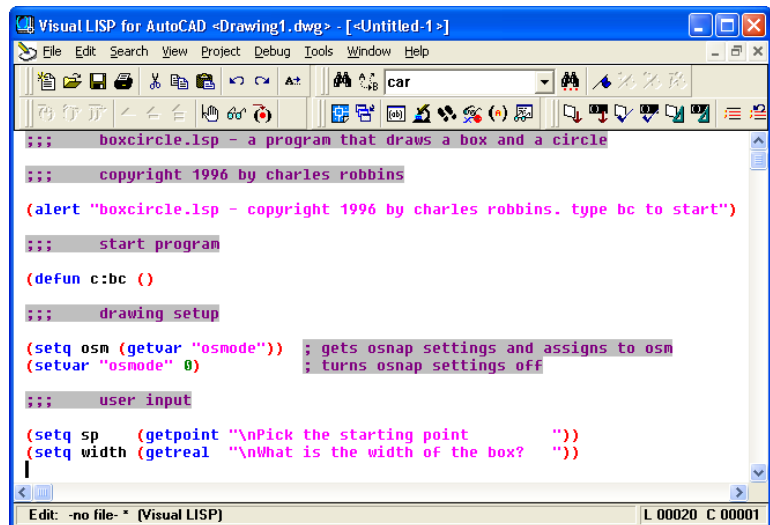 Visual LISP for AutoCAD <Drawing1.dwg> - [<Untitled-1>]
File Edit Search View Project Debug Tools Window Help
car
;;; boxcircle.lsp - a program that draws a box and a circle
;;; copyright 1996 by charles robbins
(alert "boxcircle.lsp - copyright 1996 by charles robbins. type bc to start")
;;; start program
(defun c:bc ()
;;; drawing setup
(setq osm (getvar "osmode")) ; gets osnap settings and assigns to osm
(setvar "osmode" 0) ; turns osnap settings off
;;; user input
(setq sp (getpoint "\nPick the starting point "))
(setq width (getreal "\nWhat is the width of the box? "))
Edit: -no file- * (Visual LISP) L 00020 C 00001